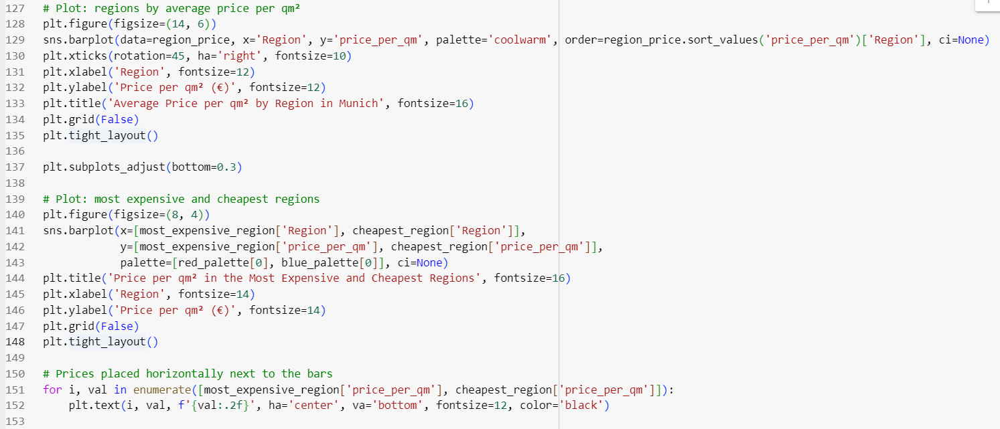 127 # Plot: regions by average price per qm²
128 plt.figure(figsize=(14, 6))
129 sns.barplot(data=region_price, x='Region', y='price_per_qm', palette='coolwarm', order=region_price.sort_values('price_per_qm')['Region'], ci=None)
130 plt.xticks(rotation=45, ha='right', fontsize=10)
131 plt.xlabel('Region', fontsize=12)
132 plt.ylabel('Price per qm² (€)', fontsize=12)
133 plt.title('Average Price per qm² by Region in Munich', fontsize=16)
134 plt.grid(False)
135 plt.tight_layout()
136
137 plt.subplots_adjust(bottom=0.3)
138
139 # Plot: most expensive and cheapest regions
140 plt.figure(figsize=(8, 4))
141 sns.barplot(x=[most_expensive_region['Region'], cheapest_region['Region']],
142             y=[most_expensive_region['price_per_qm'], cheapest_region['price_per_qm']],
143             palette=[red_palette[0], blue_palette[0]], ci=None)
144 plt.title('Price per qm² in the Most Expensive and Cheapest Regions', fontsize=16)
145 plt.xlabel('Region', fontsize=14)
146 plt.ylabel('Price per qm² (€)', fontsize=14)
147 plt.grid(False)
148 plt.tight_layout()
149
150 # Prices placed horizontally next to the bars
151 for i, val in enumerate([most_expensive_region['price_per_qm'], cheapest_region['price_per_qm']]):
152     plt.text(i, val, f'{val:.2f}', ha='center', va='bottom', fontsize=12, color='black')
153